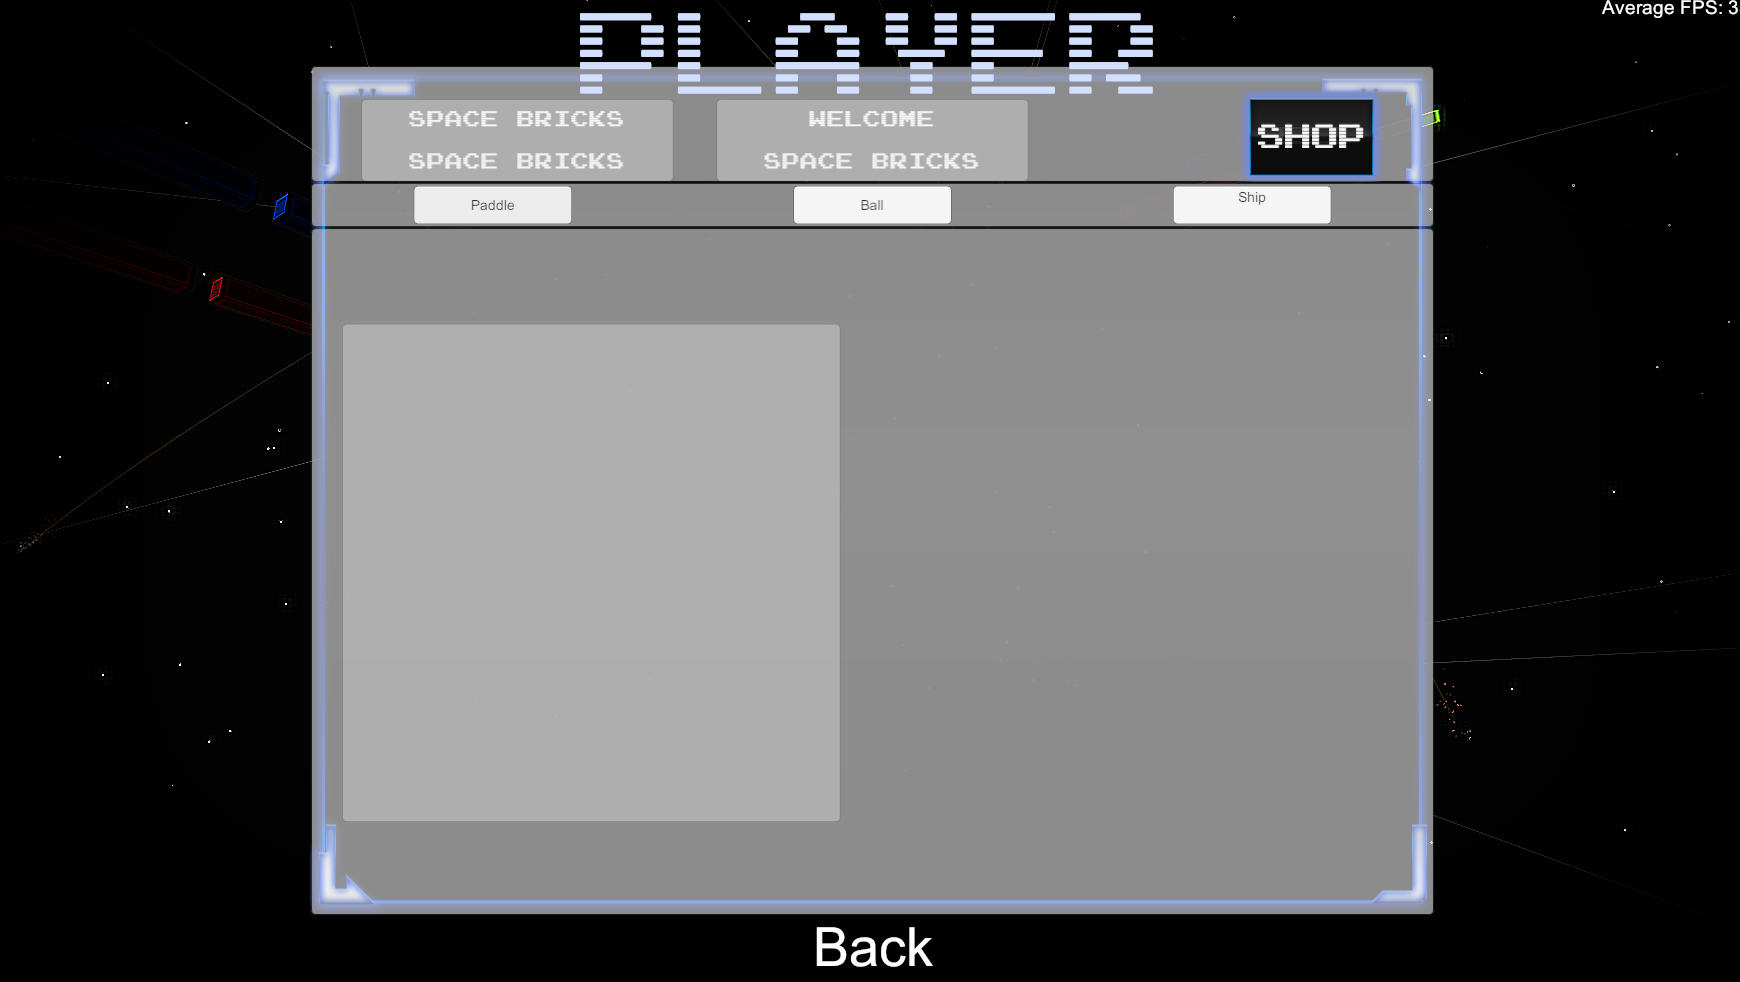 Average FPS: 3
PLAYER
SPACE BRICKS
SPACE BRICKS
WELCOME
SPACE BRICKS
SHOP
Paddle
Ball
Ship
Back